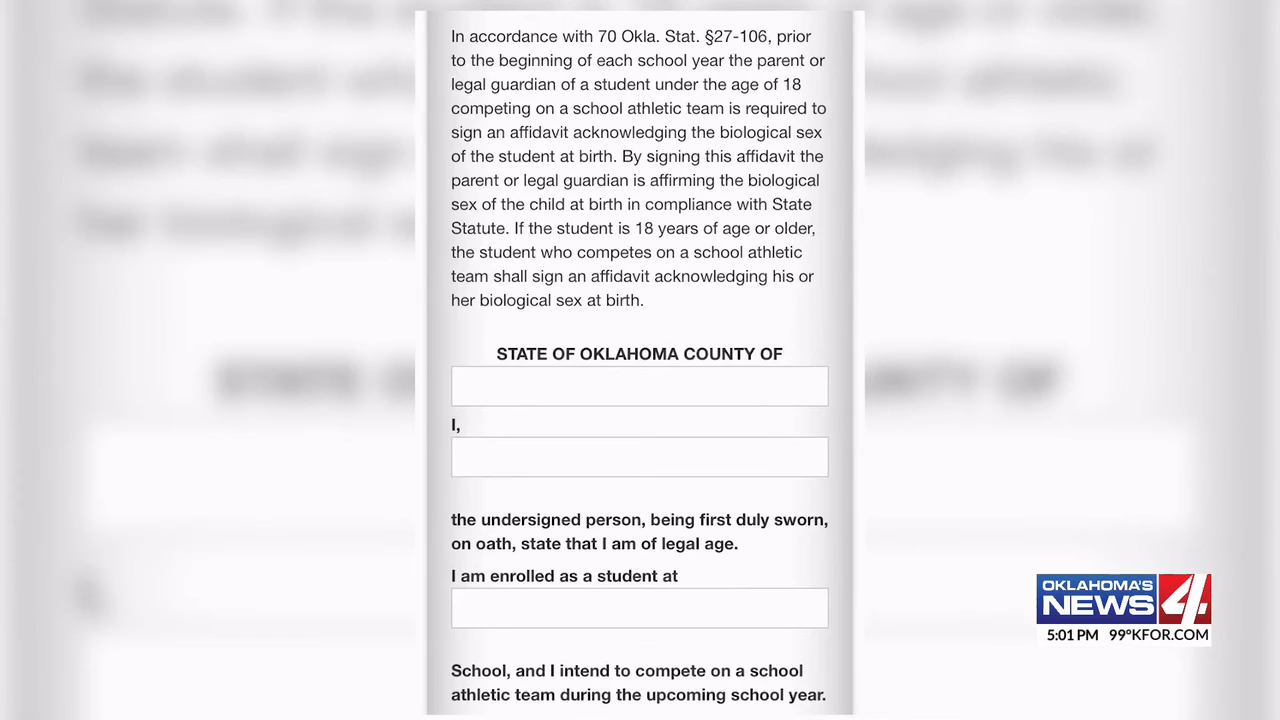 In accordance with 70 Okla. Stat. §27-106, prior
to the beginning of each school year the parent or
legal guardian of a student under the age of 18
competing on a school athletic team is required to
sign an affidavit acknowledging the biological sex
of the student at birth. By signing this affidavit the
parent or legal guardian is affirming the biological
sex of the child at birth in compliance with State
Statute. If the student is 18 years of age or older,
the student who competes on a school athletic
team shall sign an affidavit acknowledging his or
her biological sex at birth.
STATE OF OKLAHOMA COUNTY OF
I,
the undersigned person, being first duly sworn,
on oath, state that I am of legal age.
I am enrolled as a student at
School, and I intend to compete on a school
athletic team during the upcoming school year.
OKLAHOMA'S
NEWS 4
5:01 PM 99° KFOR.COM